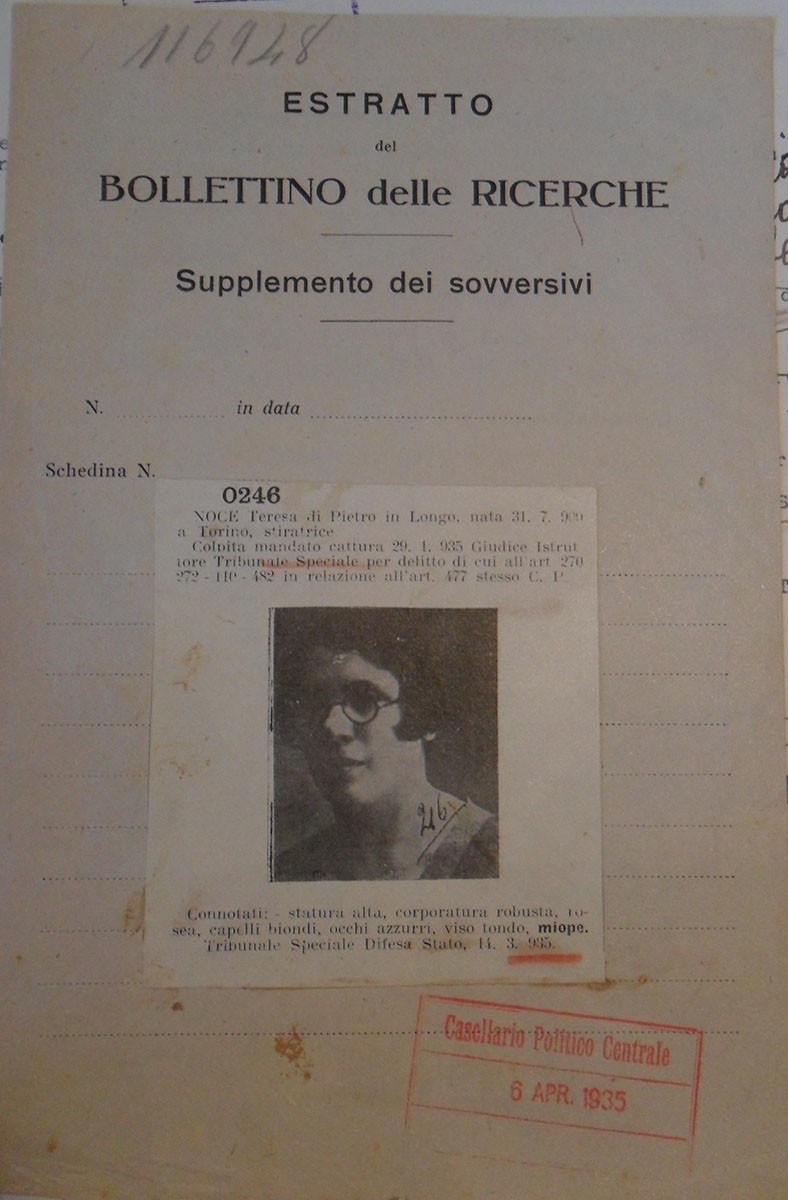 116928
ESTRATTO
del
BOLLETTINO delle RICERCHE
Supplemento dei sovversivi
N. in data
Schedina N.
0246
NOCE Teresa di Pietro in Longo, nata 31. 7. 900
a Torino, stiratrice
Colpita mandato cattura 29. 1. 935 Giudice Istrut
tore Tribunale Speciale per delitto di cui all'art 270
272 - 110 - 482 in relazione all'art. 477 stesso C. P.
216
Connotati: - statura alta, corporatura robusta, ro-
sea, capelli biondi, occhi azzurri, viso tondo, miope.
Tribunale Speciale Difesa Stato, 14. 3. 935.
Casellario Politico Centrale
6 APR. 1935